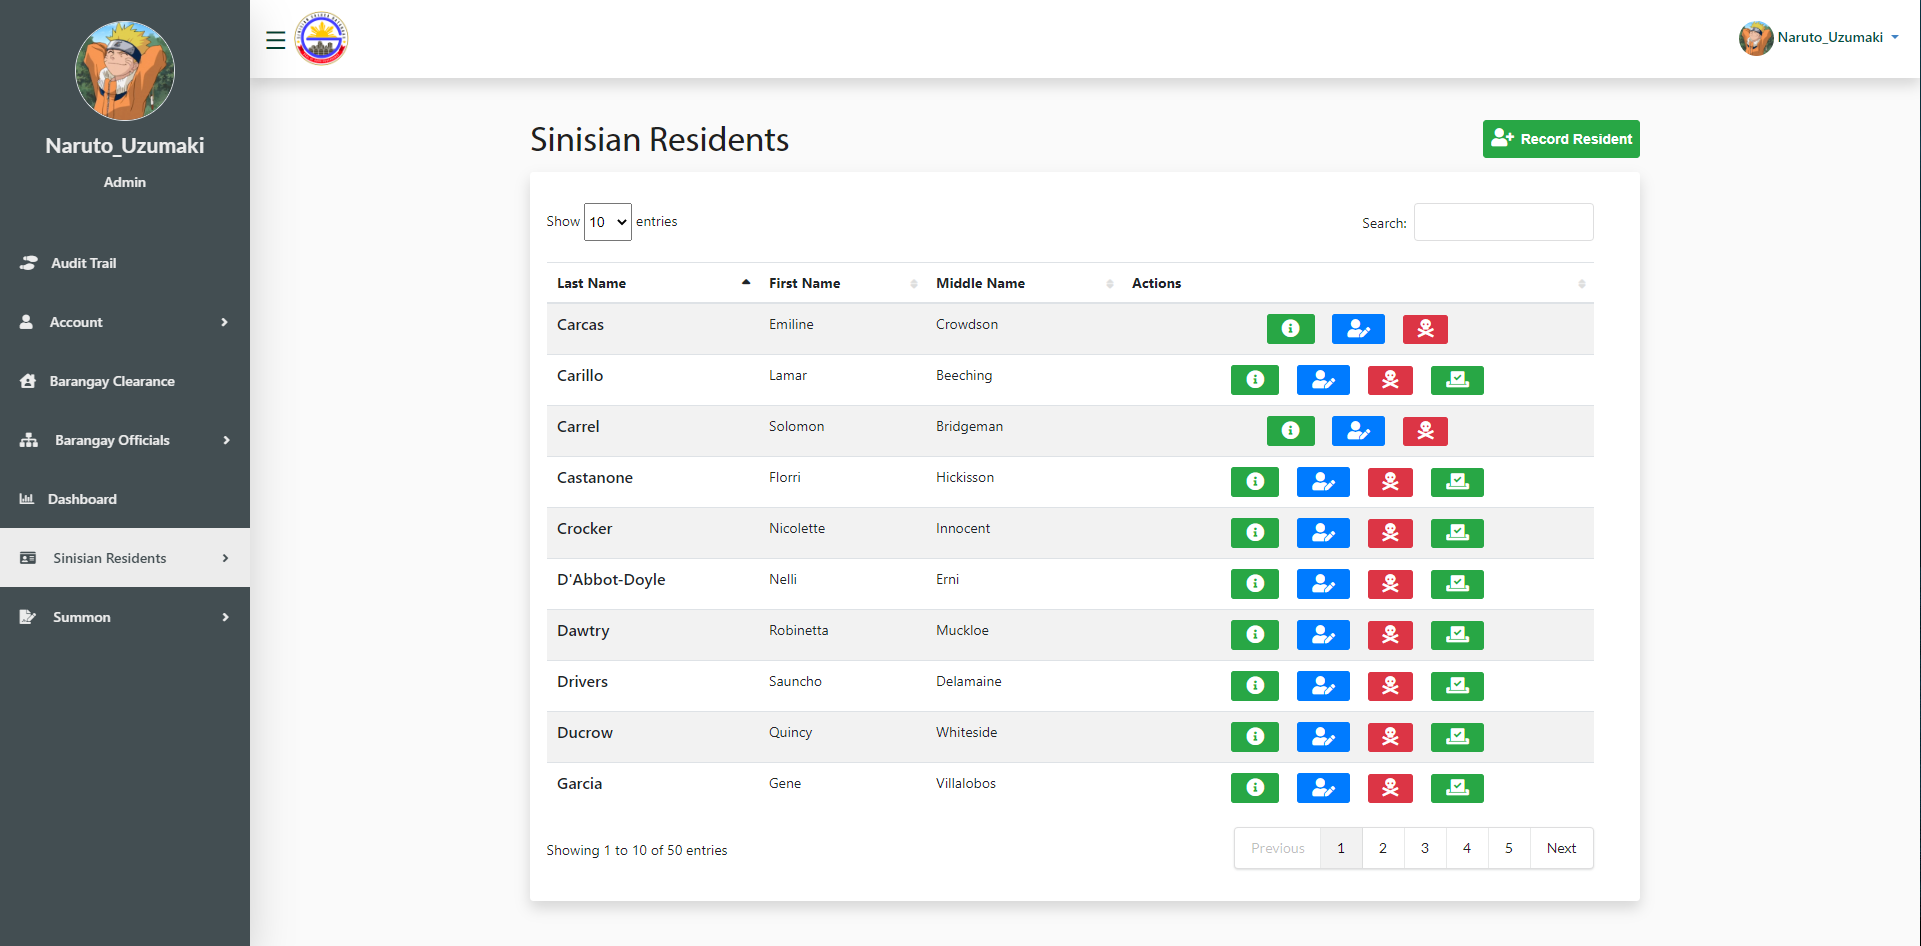 Naruto_Uzumaki
Naruto_Uzumaki
Admin
Audit Trail
Account
Barangay Clearance
Barangay Officials
Dashboard
Sinisian Residents
Summon
Sinisian Residents
Record Resident
Show 10 entries
Search:
Last Name First Name Middle Name Actions
Carcas Emiline Crowdson
Carillo Lamar Beeching
Carrel Solomon Bridgeman
Castanone Florri Hickisson
Crocker Nicolette Innocent
D'Abbot-Doyle Nelli Erni
Dawtry Robinetta Muckloe
Drivers Sauncho Delamaine
Ducrow Quincy Whiteside
Garcia Gene Villalobos
Showing 1 to 10 of 50 entries
Previous 1 2 3 4 5 Next